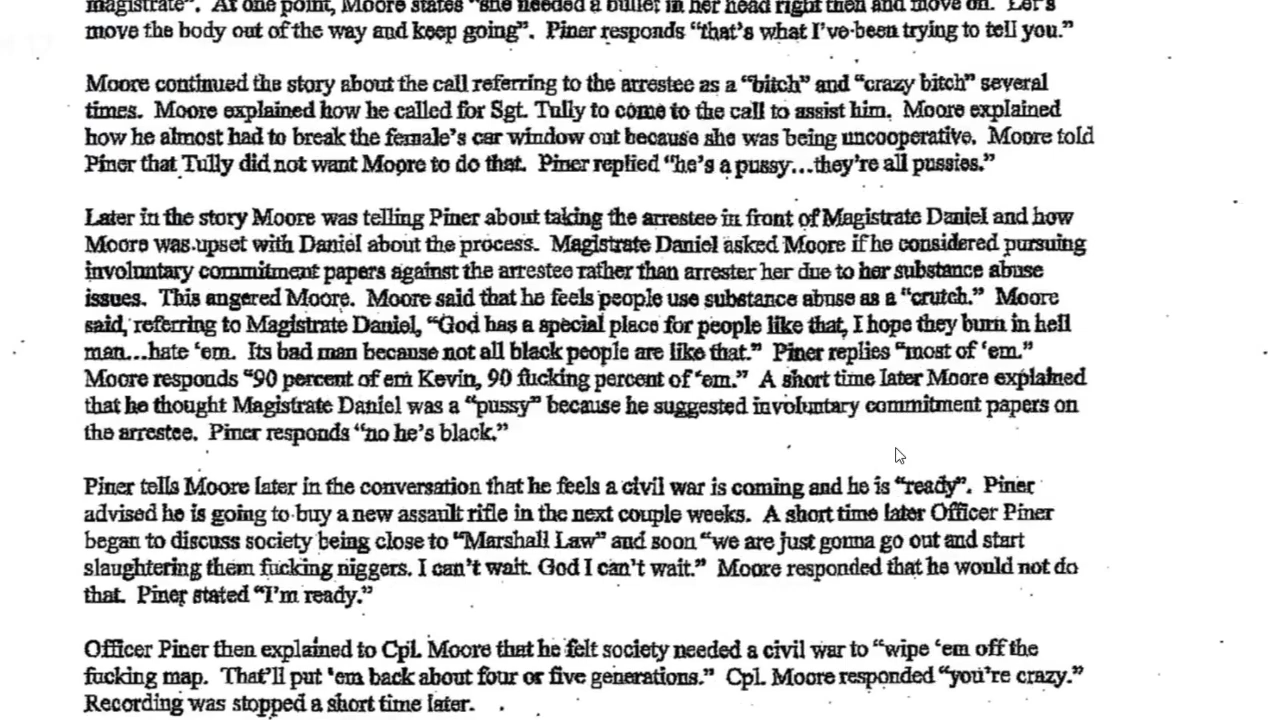 magistrate". At one point, Moore states "she needed a bullet in her head right then and move on. Let's
move the body out of the way and keep going". Piner responds "that's what I've been trying to tell you."
Moore continued the story about the call referring to the arrestee as a "bitch" and "crazy bitch" several
times. Moore explained how he called for Sgt. Tully to come to the call to assist him. Moore explained
how he almost had to break the female's car window out because she was being uncooperative. Moore told
Piner that Tully did not want Moore to do that. Piner replied "he's a pussy...they're all pussies."
Later in the story Moore was telling Piner about taking the arrestee in front of Magistrate Daniel and how
Moore was upset with Daniel about the process. Magistrate Daniel asked Moore if he considered pursuing
involuntary commitment papers against the arrestee rather than arrester her due to her substance abuse
issues. This angered Moore. Moore said that he feels people use substance abuse as a "crutch." Moore
said, referring to Magistrate Daniel, "God has a special place for people like that, I hope they burn in hell
man...hate 'em. Its bad man because not all black people are like that." Piner replies "most of 'em."
Moore responds "90 percent of em Kevin, 90 fucking percent of 'em." A short time later Moore explained
that he thought Magistrate Daniel was a "pussy" because he suggested involuntary commitment papers on
the arrestee. Piner responds "no he's black."
Piner tells Moore later in the conversation that he feels a civil war is coming and he is "ready". Piner
advised he is going to buy a new assault rifle in the next couple weeks. A short time later Officer Piner
began to discuss society being close to "Marshall Law" and soon "we are just gonna go out and start
slaughtering them fucking niggers. I can't wait. God I can't wait." Moore responded that he would not do
that. Piner stated "I'm ready."
Officer Piner then explained to Cpl. Moore that he felt society needed a civil war to "wipe 'em off the
fucking map. That'll put 'em back about four or five generations." Cpl. Moore responded "you're crazy."
Recording was stopped a short time later.